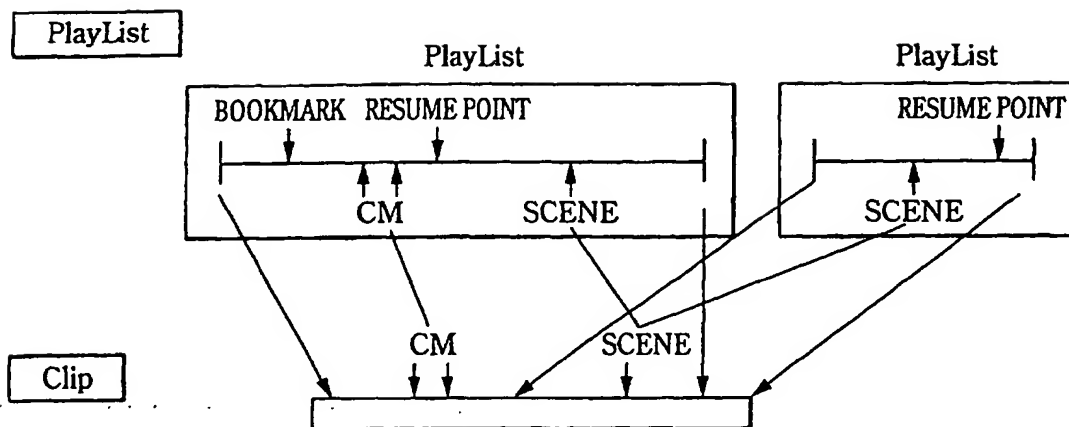 PlayList
PlayList PlayList
BOOKMARK RESUME POINT RESUME POINT
CM SCENE SCENE
CM SCENE
Clip